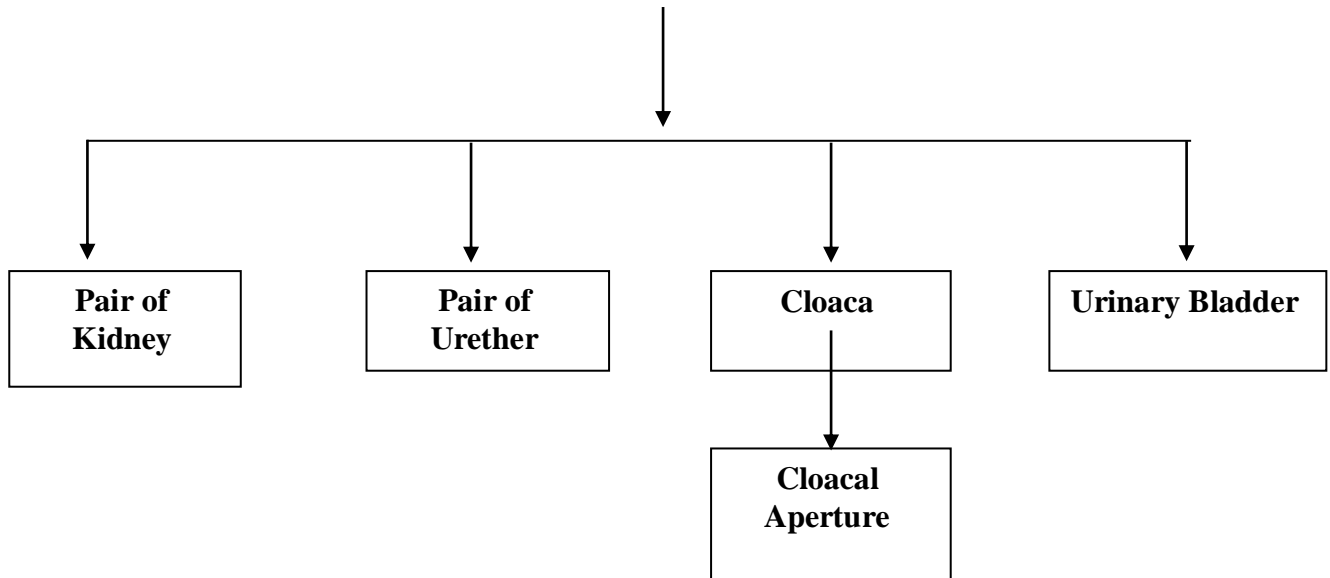 Pair of
Kidney
Pair of
Urether
Cloaca
Urinary Bladder
Cloacal
Aperture